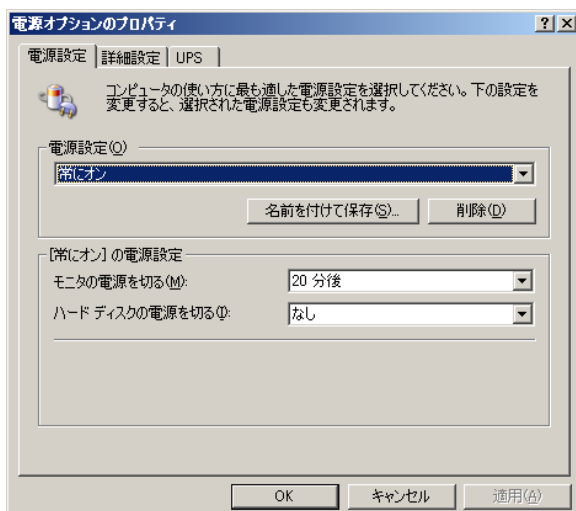 電源オプションのプロパティ
電源設定 詳細設定 UPS
コンピュータの使い方に最も適した電源設定を選択してください。下の設定を
変更すると、選択された電源設定も変更されます。
電源設定(O)
常にオン
名前を付けて保存(S)... 削除(D)
[常にオン] の電源設定
モニタの電源を切る(M): 20 分後
ハード ディスクの電源を切る(I): なし
OK キャンセル 適用(A)